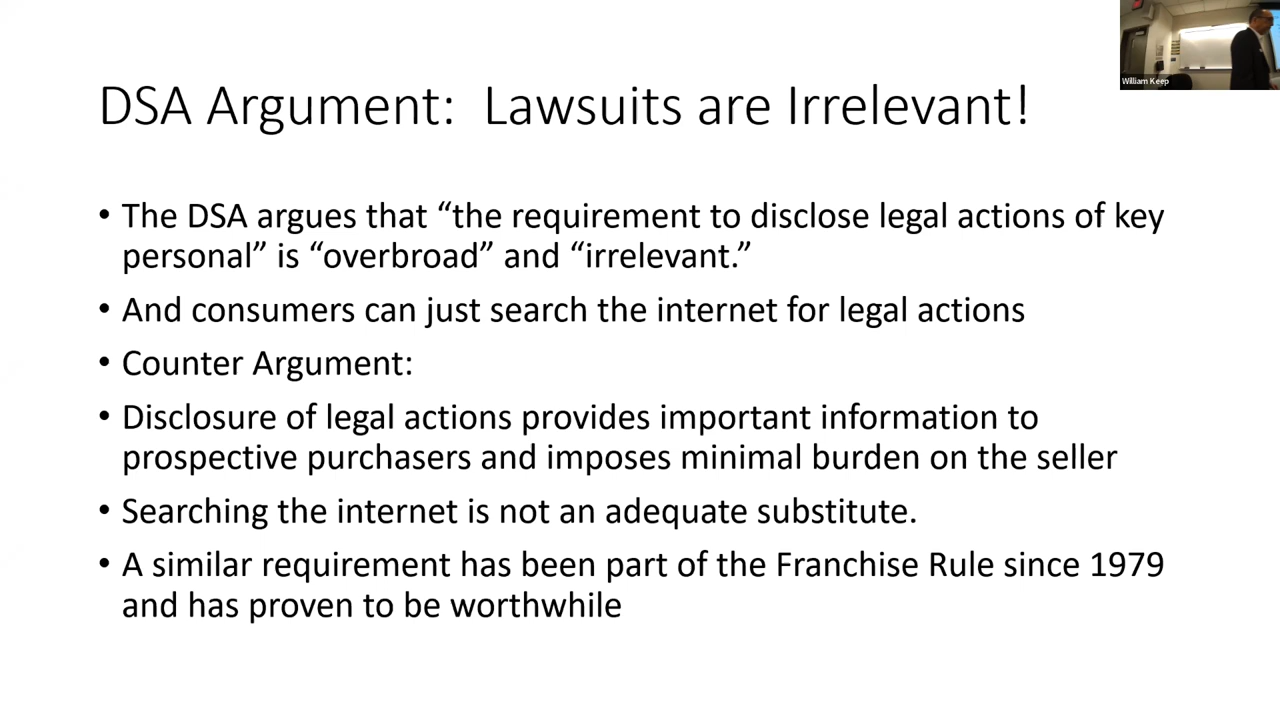 William Keep
DSA Argument:  Lawsuits are Irrelevant!
• The DSA argues that “the requirement to disclose legal actions of key
personal” is “overbroad” and “irrelevant.”
• And consumers can just search the internet for legal actions
• Counter Argument:
• Disclosure of legal actions provides important information to
prospective purchasers and imposes minimal burden on the seller
• Searching the internet is not an adequate substitute.
• A similar requirement has been part of the Franchise Rule since 1979
and has proven to be worthwhile